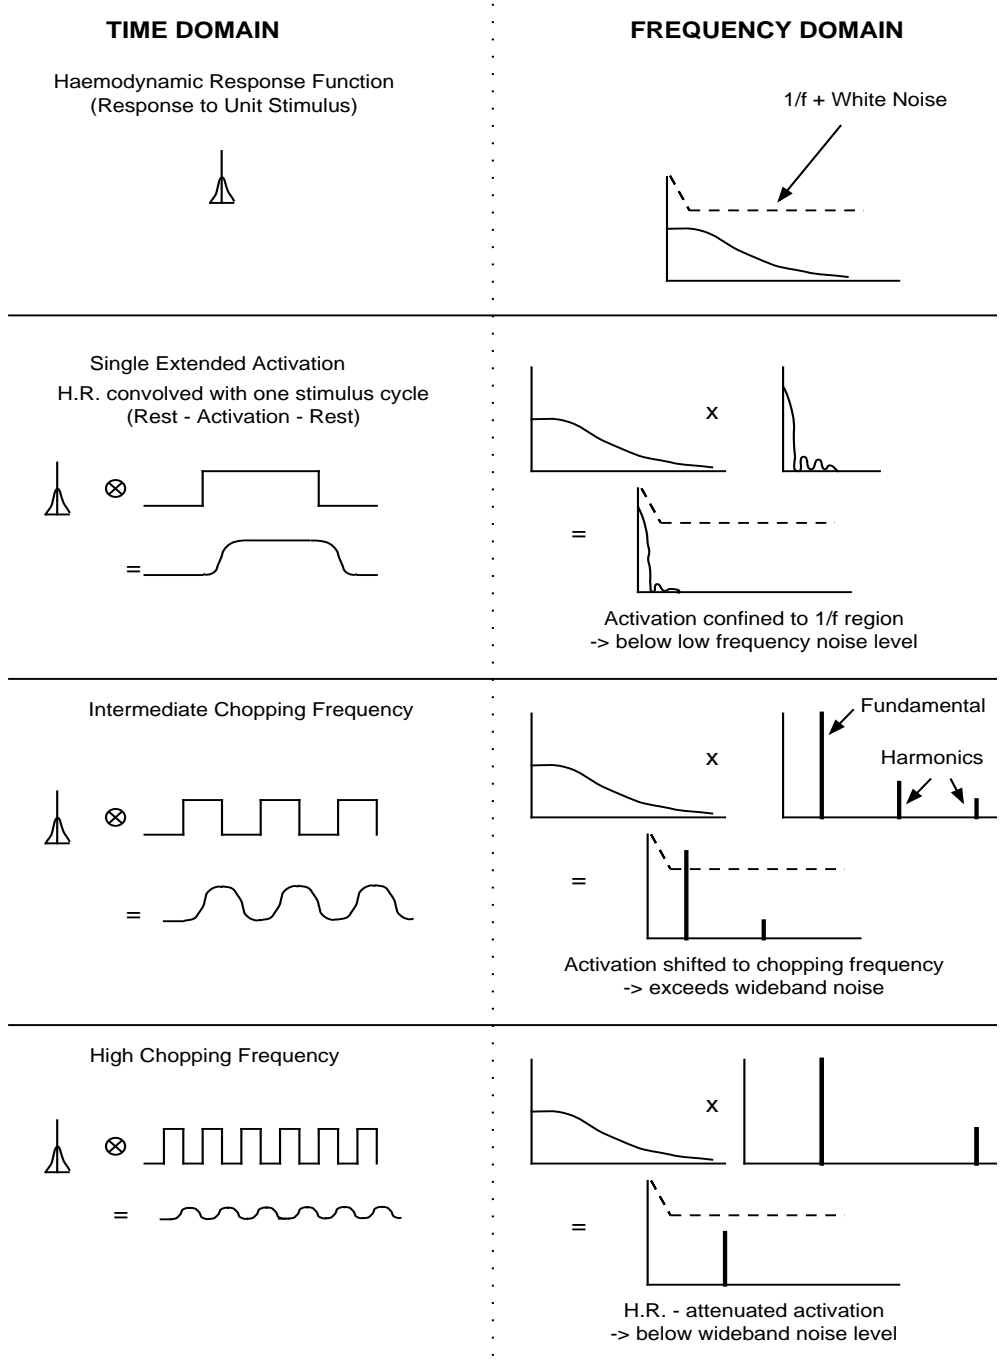 TIME DOMAIN
FREQUENCY DOMAIN
Haemodynamic Response Function
(Response to Unit Stimulus)
1/f + White Noise
Single Extended Activation
H.R. convolved with one stimulus cycle
(Rest - Activation - Rest)
x
=
=
Activation confined to 1/f region
-> below low frequency noise level
Intermediate Chopping Frequency
Fundamental
Harmonics
x
=
=
Activation shifted to chopping frequency
-> exceeds wideband noise
High Chopping Frequency
x
=
=
H.R. - attenuated activation
-> below wideband noise level